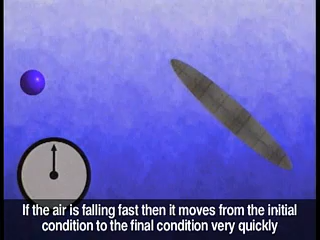 If the air is falling fast then it moves from the initial
condition to the final condition very quickly